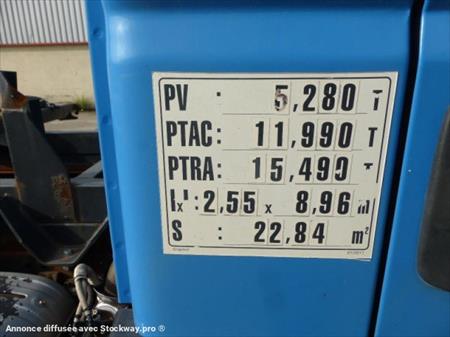 PV : 5,280 T
PTAC : 11,990 T
PTRA : 15,499 T
: 2,55 x 8,96 m
S : 22,84 m²
Annonce diffusée avec Stockway.pro ®